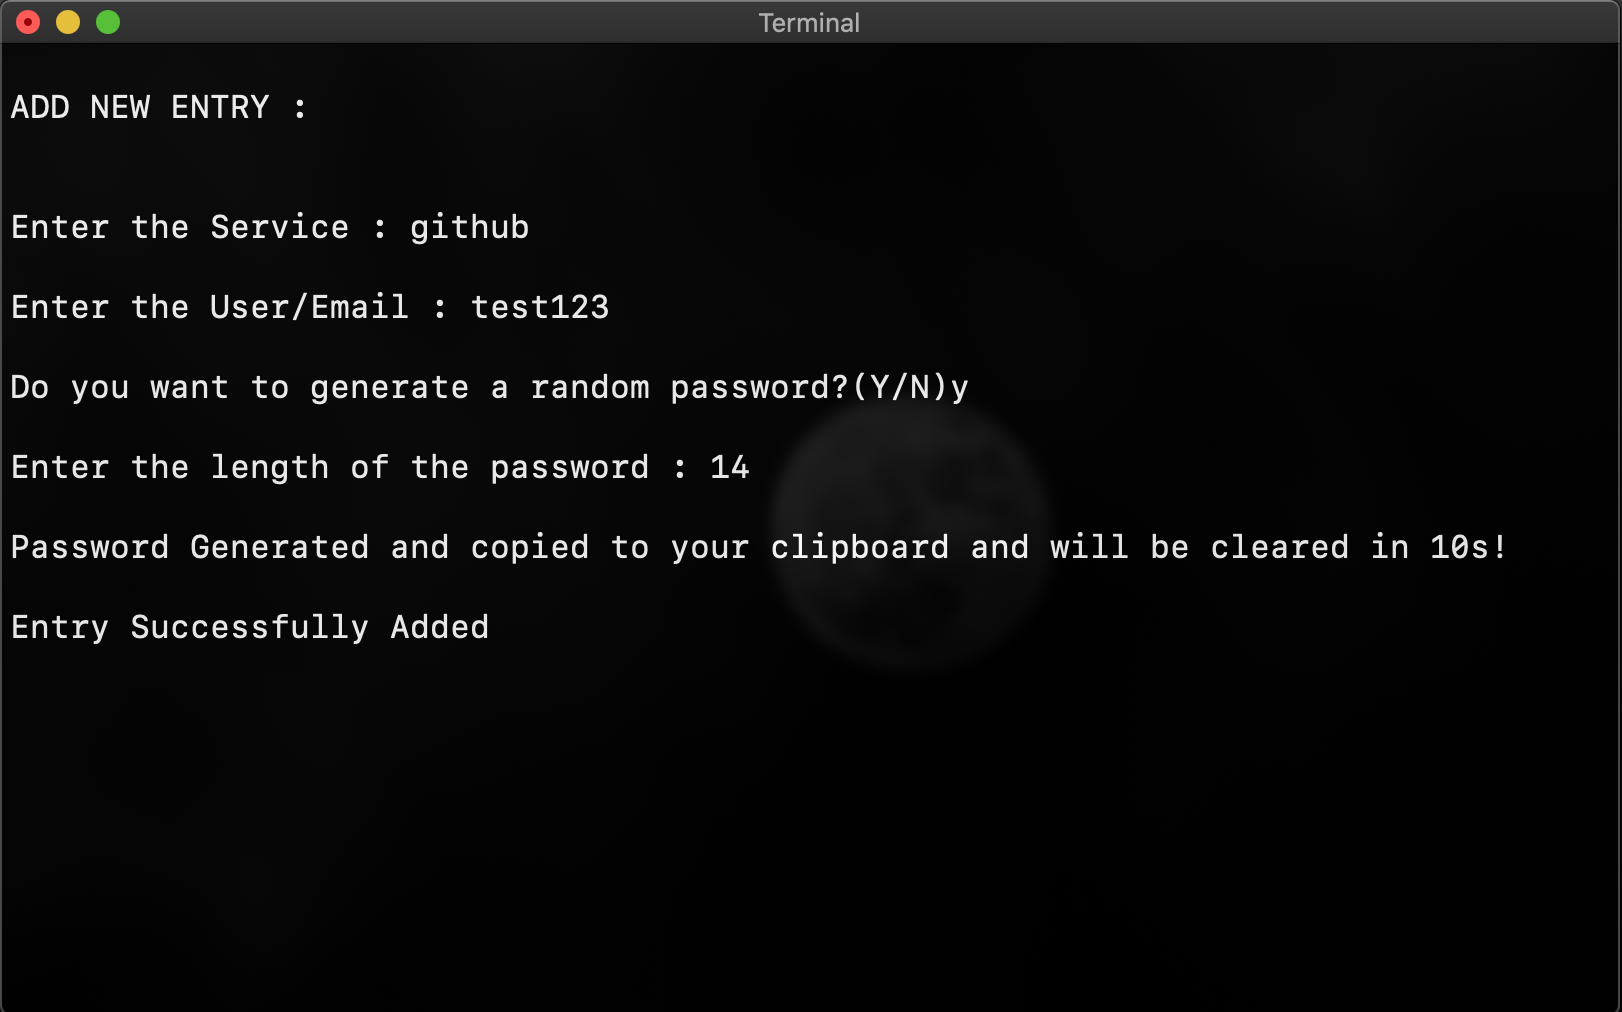 Terminal
ADD NEW ENTRY :
Enter the Service : github
Enter the User/Email : test123
Do you want to generate a random password?(Y/N)y
Enter the length of the password : 14
Password Generated and copied to your clipboard and will be cleared in 10s!
Entry Successfully Added